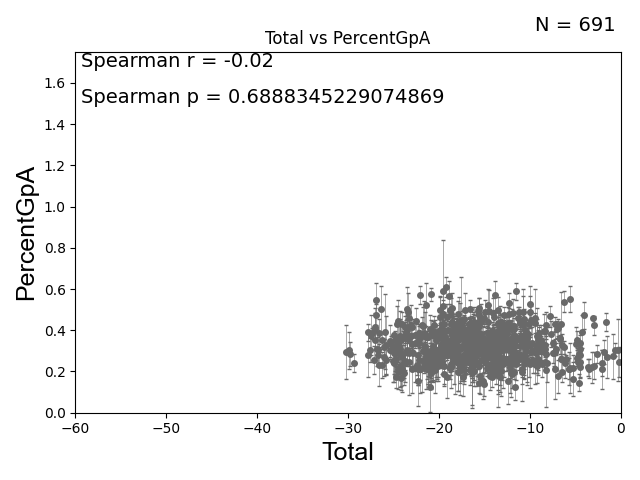 N = 691
Total vs PercentGpA
Spearman r = -0.02
Spearman p = 0.6888345229074869
PercentGpA
1.6
1.4
1.2
1.0
0.8
0.6
0.4
0.2
0.0
−60 −50 −40 −30 −20 −10 0
Total